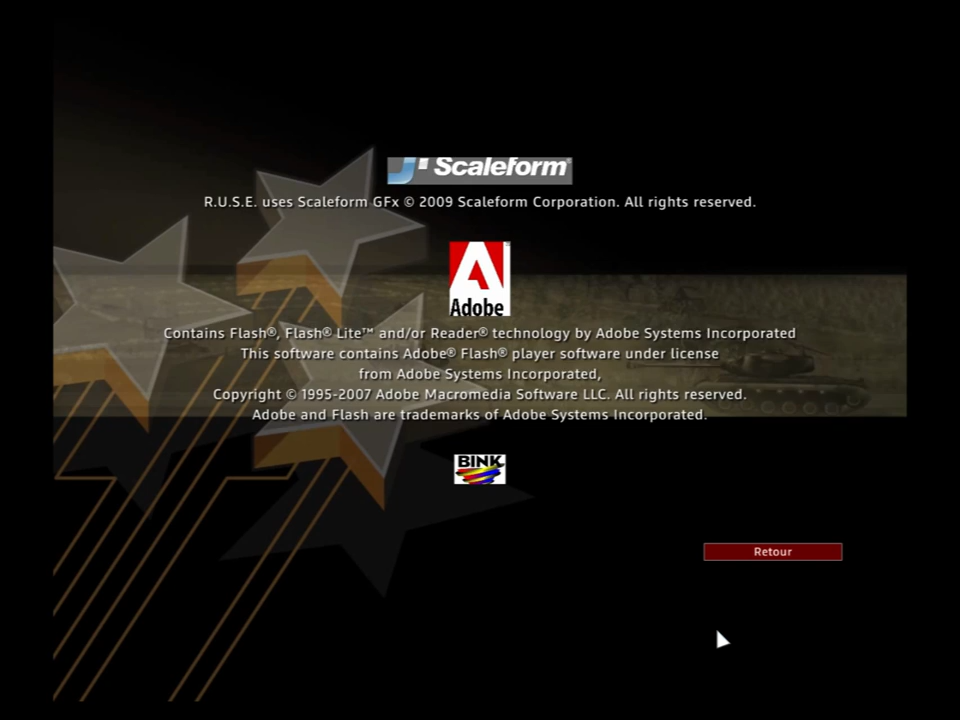 Scaleform
R.U.S.E. uses Scaleform GFx © 2009 Scaleform Corporation. All rights reserved.
Adobe
Contains Flash®, Flash® Lite™ and/or Reader® technology by Adobe Systems Incorporated
This software contains Adobe® Flash® player software under license
from Adobe Systems Incorporated,
Copyright © 1995-2007 Adobe Macromedia Software LLC. All rights reserved.
Adobe and Flash are trademarks of Adobe Systems Incorporated.
BINK
Retour